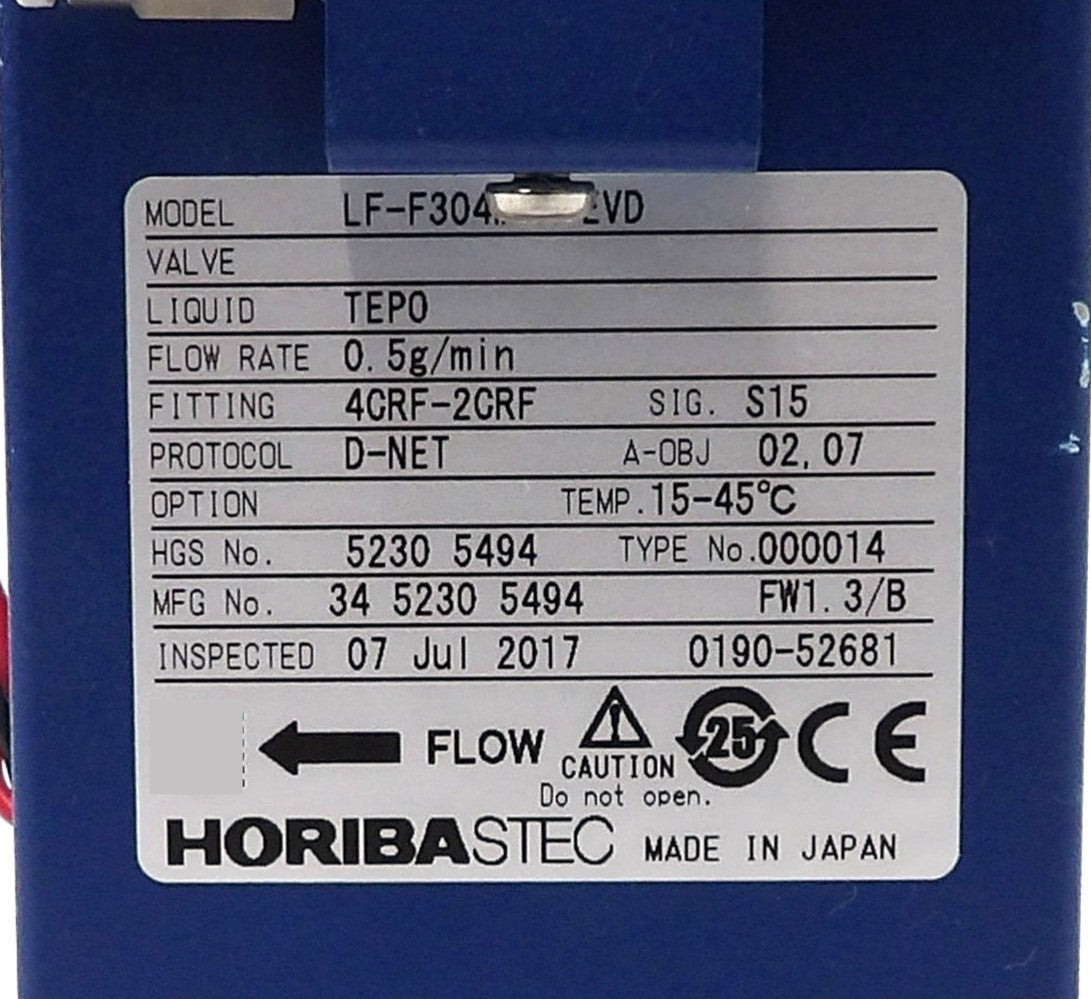 MODEL LF-F304
VALVE
LIQUID TEPO
FLOW RATE 0.5g/min
FITTING 4CRF-2CRF SIG. S15
PROTOCOL D-NET A-OBJ 02,07
OPTION TEMP.15-45℃
HGS No. 5230 5494 TYPE No.000014
MFG No. 34 5230 5494 FW1.3/B
INSPECTED 07 Jul 2017 0190-52681
FLOW CAUTION 25 CE
Do not open.
HORIBASTEC MADE IN JAPAN